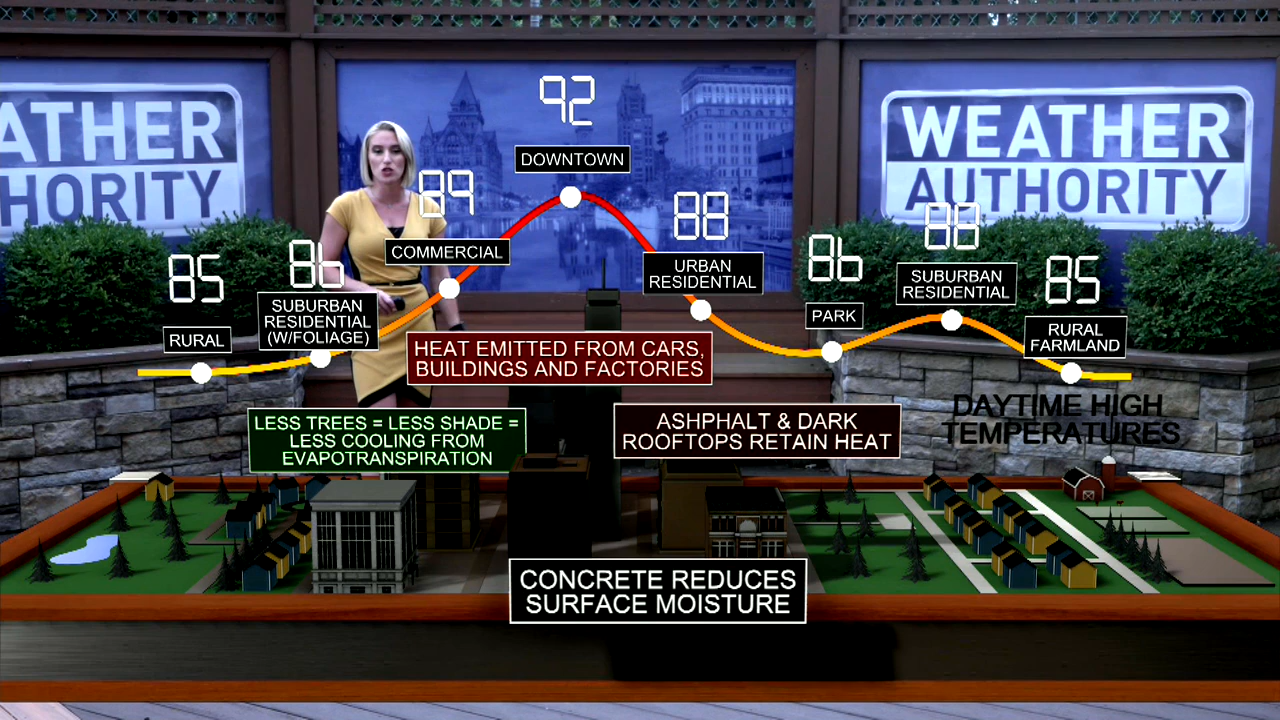 ATHER
HORITY
WEATHER
AUTHORITY
92
DOWNTOWN
89
COMMERCIAL
88
URBAN
RESIDENTIAL
85
RURAL
86
SUBURBAN
RESIDENTIAL
(W/FOLIAGE)
86
PARK
88
SUBURBAN
RESIDENTIAL
85
RURAL
FARMLAND
HEAT EMITTED FROM CARS,
BUILDINGS AND FACTORIES
LESS TREES = LESS SHADE =
LESS COOLING FROM
EVAPOTRANSPIRATION
ASHPHALT & DARK
ROOFTOPS RETAIN HEAT
DAYTIME HIGH
TEMPERATURES
CONCRETE REDUCES
SURFACE MOISTURE